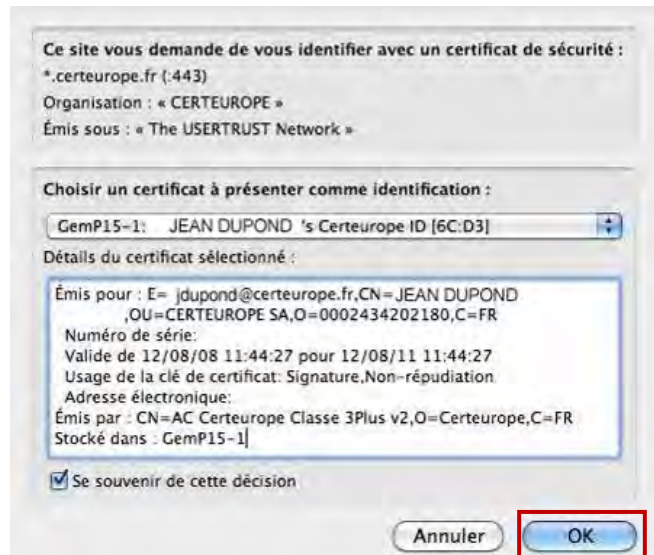 Ce site vous demande de vous identifier avec un certificat de sécurité :
*.certeurope.fr (:443)
Organisation : « CERTEUROPE »
Émis sous : « The USERTRUST Network »
Choisir un certificat à présenter comme identification :
GemP15-1: JEAN DUPOND 's Certeurope ID [6C:D3]
Détails du certificat sélectionné :
Émis pour : E= jdupond@certeurope.fr,CN=JEAN DUPOND
,OU=CERTEUROPE SA,O=0002434202180,C=FR
Numéro de série:
Valide de 12/08/08 11:44:27 pour 12/08/11 11:44:27
Usage de la clé de certificat: Signature,Non-répudiation
Adresse électronique:
Émis par : CN=AC Certeurope Classe 3Plus v2,O=Certeurope,C=FR
Stocké dans : GemP15-1
Se souvenir de cette décision
Annuler OK